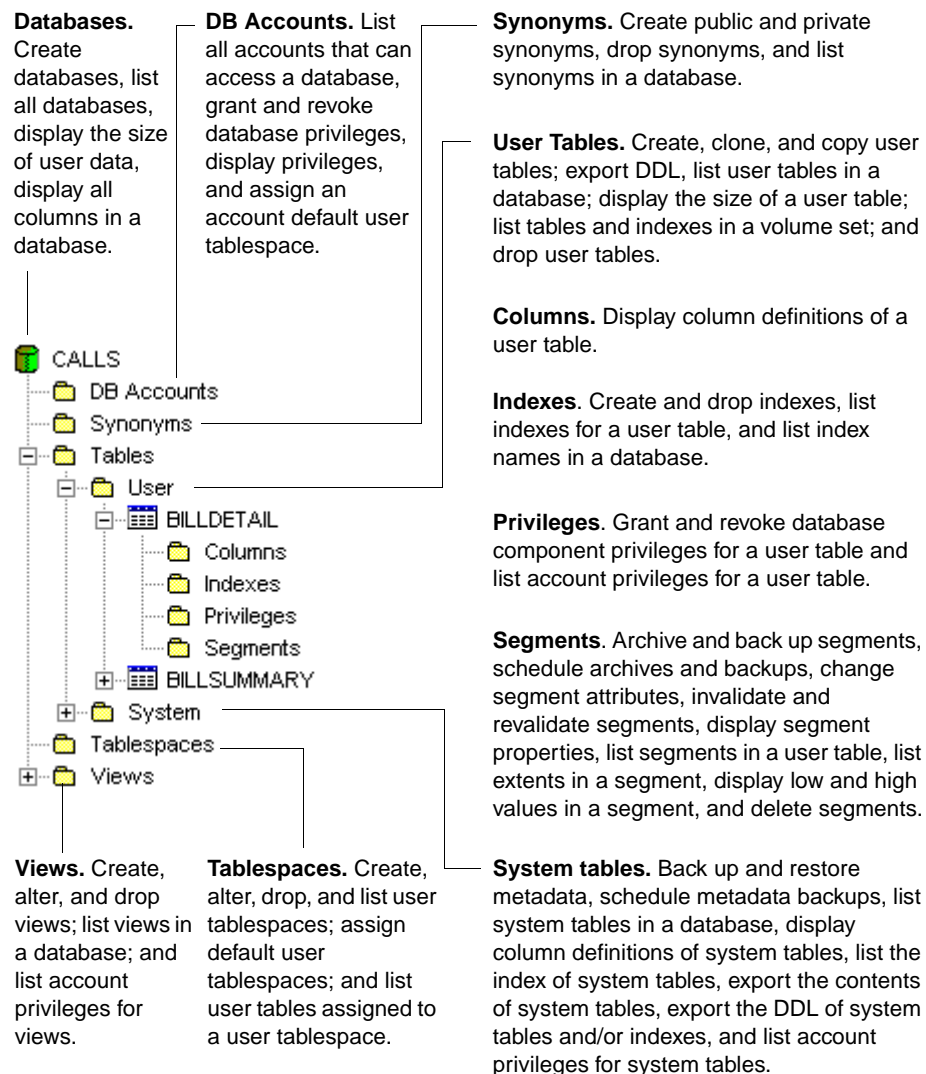 Databases.
Create
databases, list
all databases,
display the size
of user data,
display all
columns in a
database.
DB Accounts. List
all accounts that can
access a database,
grant and revoke
database privileges,
display privileges,
and assign an
account default user
tablespace.
Synonyms. Create public and private
synonyms, drop synonyms, and list
synonyms in a database.
User Tables. Create, clone, and copy user
tables; export DDL, list user tables in a
database; display the size of a user table;
list tables and indexes in a volume set; and
drop user tables.
Columns. Display column definitions of a
user table.
Indexes. Create and drop indexes, list
indexes for a user table, and list index
names in a database.
Privileges. Grant and revoke database
component privileges for a user table and
list account privileges for a user table.
Segments. Archive and back up segments,
schedule archives and backups, change
segment attributes, invalidate and
revalidate segments, display segment
properties, list segments in a user table, list
extents in a segment, display low and high
values in a segment, and delete segments.
CALLS
DB Accounts
Synonyms
Tables
User
BILLDETAIL
Columns
Indexes
Privileges
Segments
BILLSUMMARY
System
Tablespaces
Views
Views. Create,
alter, and drop
views; list views in
a database; and
list account
privileges for
views.
Tablespaces. Create,
alter, drop, and list user
tablespaces; assign
default user
tablespaces; and list
user tables assigned to
a user tablespace.
System tables. Back up and restore
metadata, schedule metadata backups, list
system tables in a database, display
column definitions of system tables, list the
index of system tables, export the contents
of system tables, export the DDL of system
tables and/or indexes, and list account
privileges for system tables.